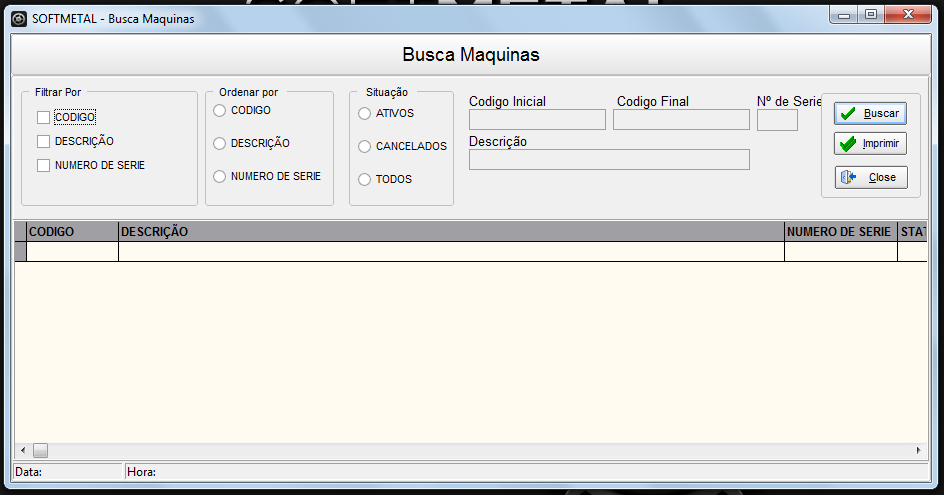 SOFTMETAL - Busca Maquinas
Busca Maquinas
Filtrar Por
CODIGO
DESCRIÇÃO
NUMERO DE SERIE
Ordenar por
CODIGO
DESCRIÇÃO
NUMERO DE SERIE
Situação
ATIVOS
CANCELADOS
TODOS
Codigo Inicial
Codigo Final
Nº de Serie
Descrição
Buscar
Imprimir
Close
CODIGO DESCRIÇÃO NUMERO DE SERIE STAT
Data: Hora: